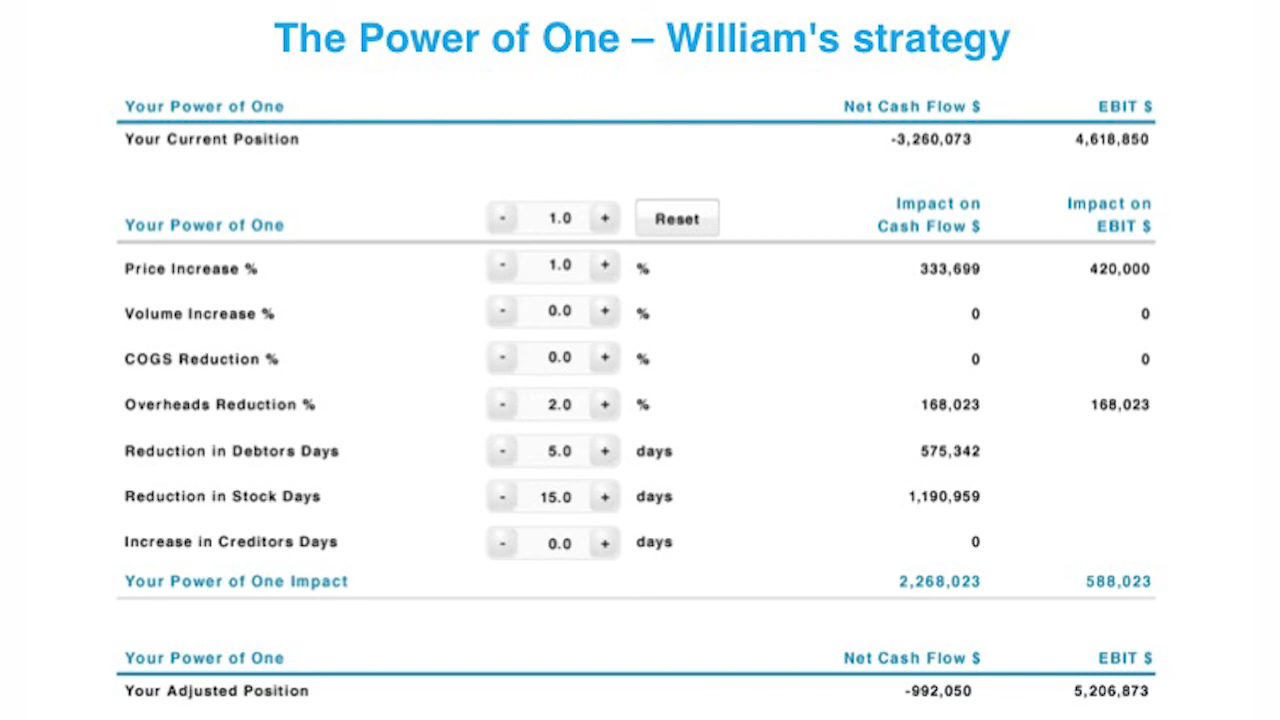 The Power of One – William's strategy
Your Power of One Net Cash Flow $ EBIT $
Your Current Position -3,260,073 4,618,850
Your Power of One - 1.0 + Reset Impact on Cash Flow $ Impact on EBIT $
Price Increase % - 1.0 + % 333,699 420,000
Volume Increase % - 0.0 + % 0 0
COGS Reduction % - 0.0 + % 0 0
Overheads Reduction % - 2.0 + % 168,023 168,023
Reduction in Debtors Days - 5.0 + days 575,342
Reduction in Stock Days - 15.0 + days 1,190,959
Increase in Creditors Days - 0.0 + days 0
Your Power of One Impact 2,268,023 588,023
Your Power of One Net Cash Flow $ EBIT $
Your Adjusted Position -992,050 5,206,873